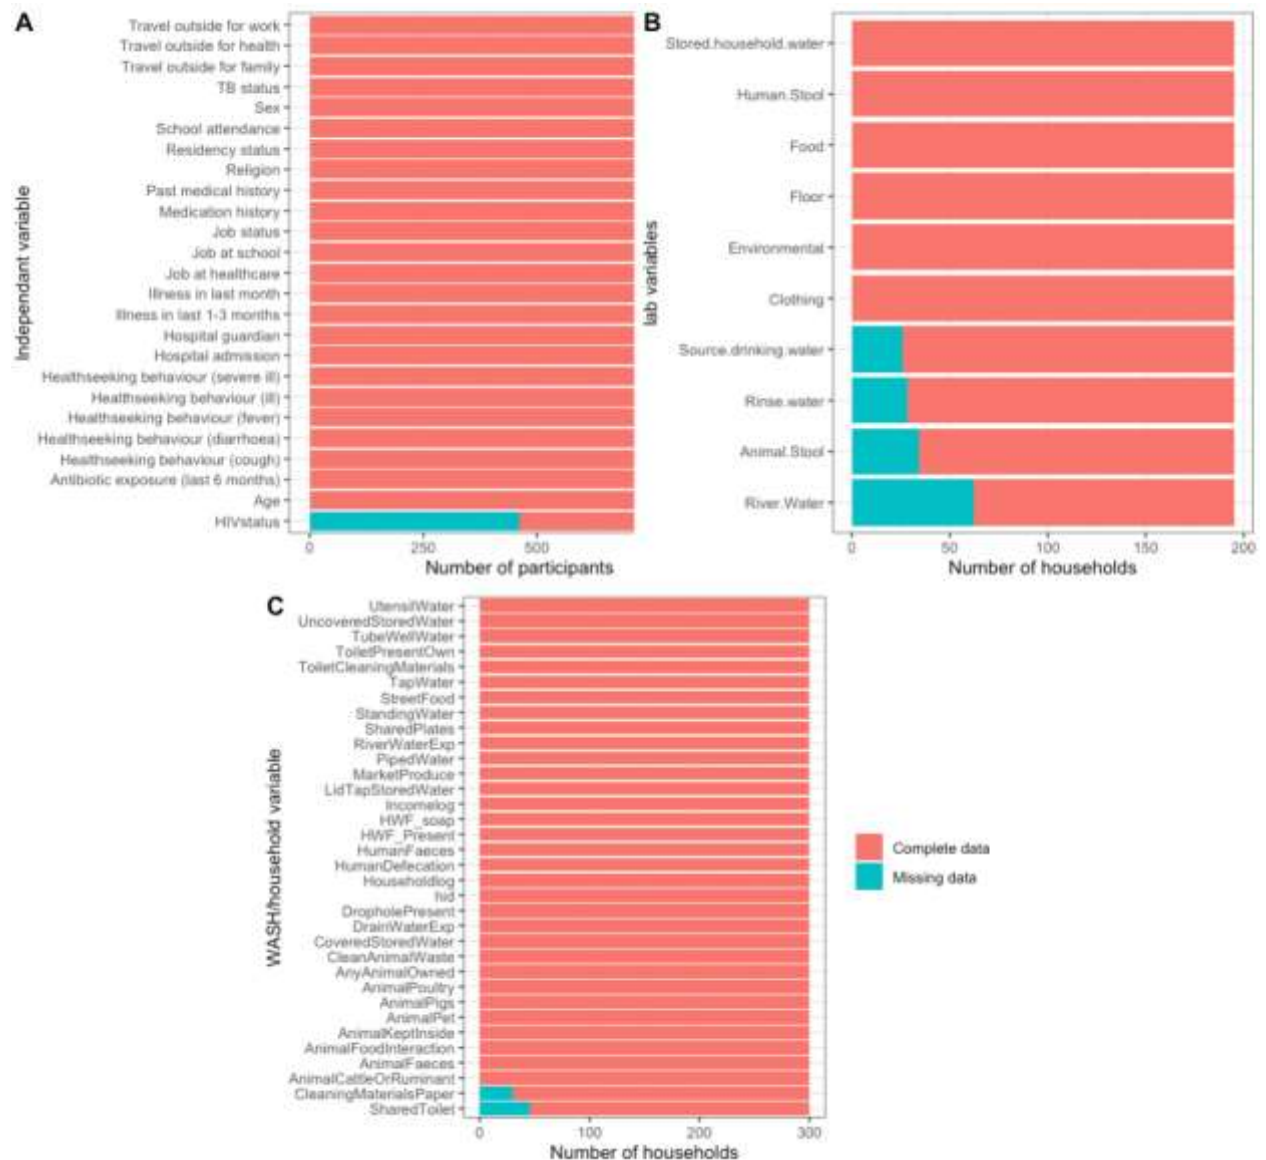 A
Travel outside for work
Travel outside for health
Travel outside for family
TB status
Sex
School attendance
Residency status
Religion
Past medical history
Medication history
Job status
Job at school
Job at healthcare
Illness in last month
Illness in last 1-3 months
Hospital guardian
Hospital admission
Healthseeking behaviour (severe ill)
Healthseeking behaviour (ill)
Healthseeking behaviour (fever)
Healthseeking behaviour (diarrhoea)
Healthseeking behaviour (cough)
Antibiotic exposure (last 6 months)
Age
HIVstatus
Independant variable
0 250 500
Number of participants
B
Stored.household.water
Human.Stool
Food
Floor
Environmental
Clothing
Source.drinking.water
Rinse.water
Animal.Stool
River.Water
lab variables
0 50 100 150 200
Number of households
C
UtensilWater
UncoveredStoredWater
TubeWellWater
ToiletPresentOwn
ToiletCleaningMaterials
TapWater
StreetFood
StandingWater
SharedPlates
RiverWaterExp
PipedWater
MarketProduce
LidTapStoredWater
Incomelog
HWF_soap
HWF_Present
HumanFaeces
HumanDefecation
Householdlog
hid
DropholePresent
DrainWaterExp
CoveredStoredWater
CleanAnimalWaste
AnyAnimalOwned
AnimalPoultry
AnimalPigs
AnimalPet
AnimalKeptInside
AnimalFoodInteraction
AnimalFaeces
AnimalCattleOrRuminant
CleaningMaterialsPaper
SharedToilet
WASH/household variable
0 100 200 300
Number of households
Complete data
Missing data